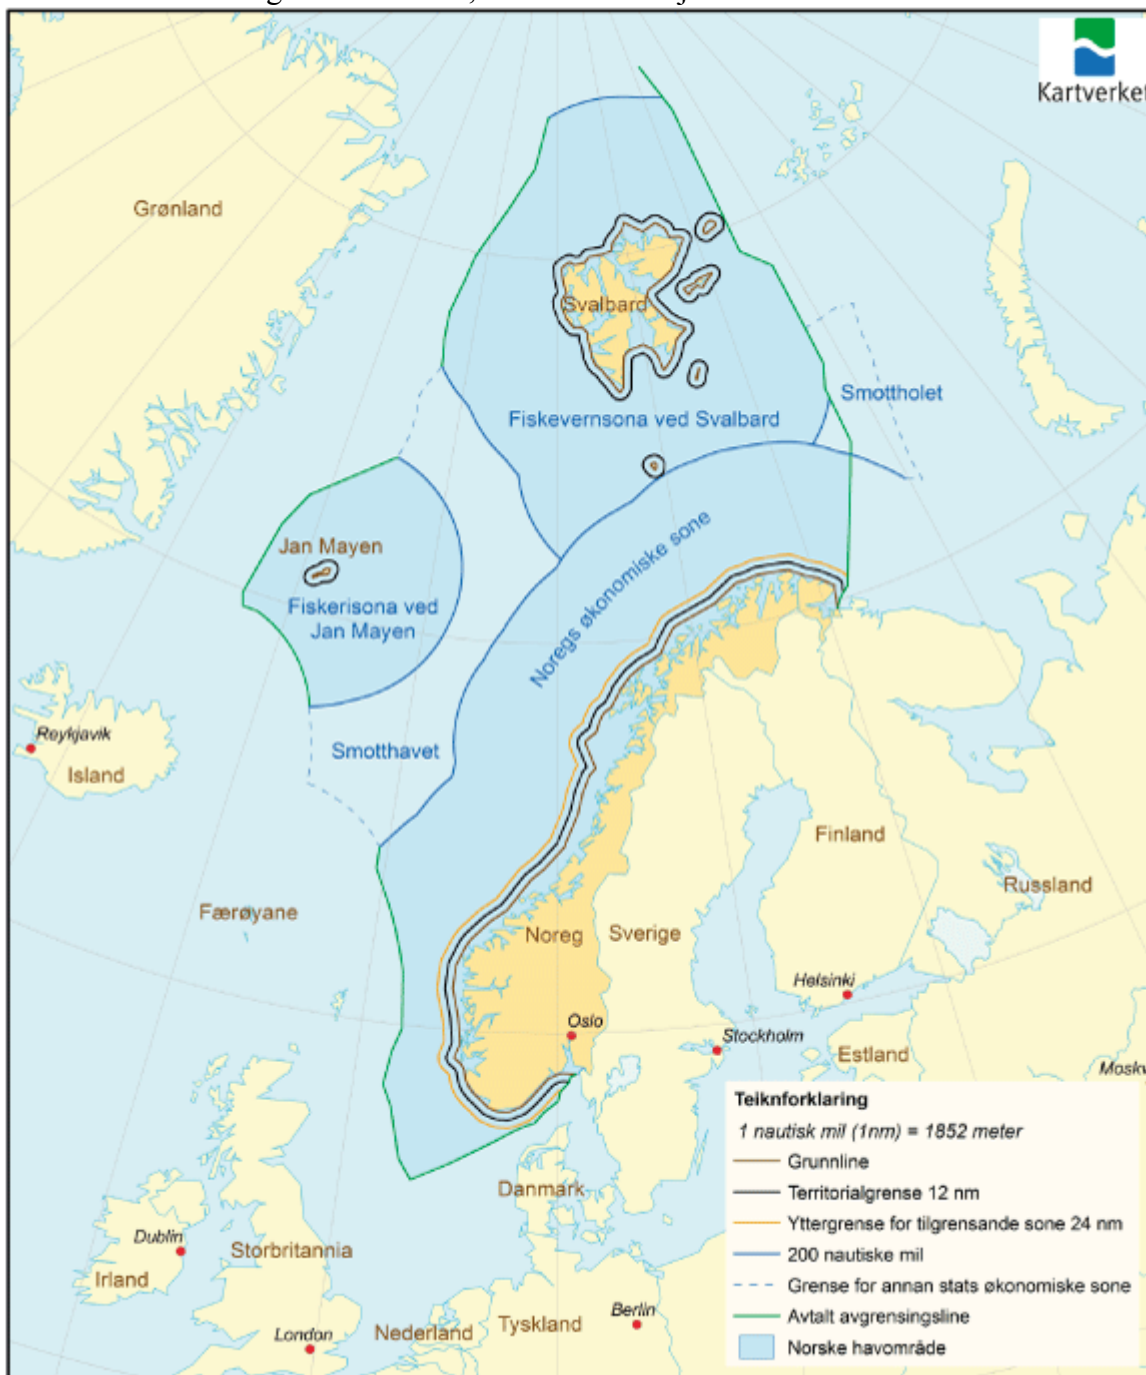 Kartverket
Grønland
Svalbard
Smottholet
Fiskevernsona ved Svalbard
Jan Mayen
Noregs økonomiske sone
Fiskerisona ved
Jan Mayen
Reykjavik
Smotthavet
Island
Finland
Russland
Færøyane
Noreg
Sverige
Helsinki
Oslo
Stockholm
Estland
Moskv
Teiknforklaring
1 nautisk mil (1nm) = 1852 meter
Grunnline
Territorialgrense 12 nm
Yttergrense for tilgrensande sone 24 nm
200 nautiske mil
Grense for annan stats økonomiske sone
Avtalt avgrensingsline
Norske havområde
Danmark
Dublin
Storbritannia
Irland
Berlin
Tyskland
Nederland
London